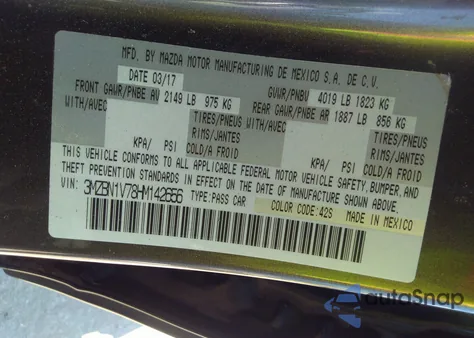 MFD. BY MAZDA MOTOR MANUFACTURING DE MEXICO S.A. DE C.V.
DATE 03/17 GVWR/PNBV 4019 LB 1823 KG
FRONT GAWR/PNBE AV 2149 LB 975 KG REAR GAWR/PNBE AR 1887 LB 856 KG
WITH/AVEC TIRES/PNEUS WITH/AVEC TIRES/PNEUS
RIMS/JANTES RIMS/JANTES
KPA/ PSI COLD/A FROID KPA/ PSI COLD/A FROID
THIS VEHICLE CONFORMS TO ALL APPLICABLE FEDERAL MOTOR VEHICLE SAFETY, BUMPER, AND
THEFT PREVENTION STANDARDS IN EFFECT ON THE DATE OF MANUFACTURE SHOWN ABOVE.
VIN: 3MZBN1V78HM142656 TYPE: PASS CAR COLOR CODE: 42S MADE IN MEXICO
autoSnap